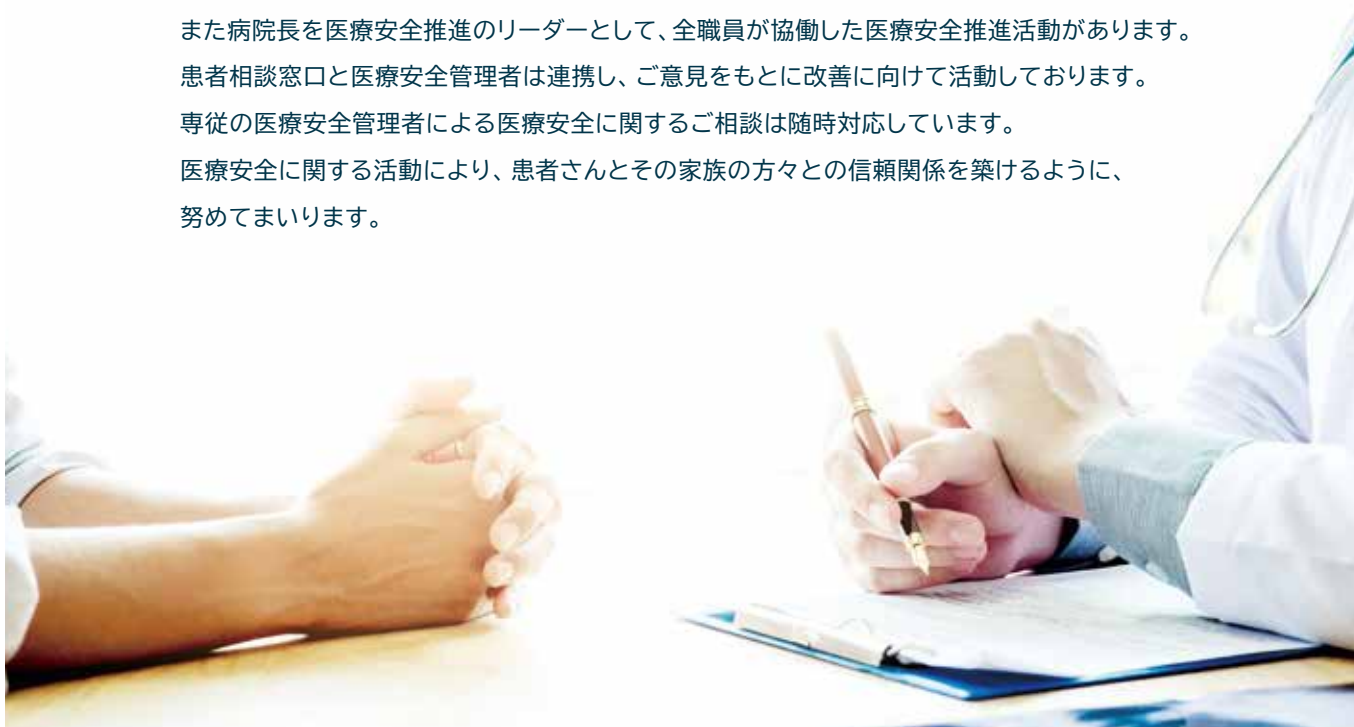 また病院長を医療安全推進のリーダーとして、全職員が協働した医療安全推進活動があります。
患者相談窓口と医療安全管理者は連携し、ご意見をもとに改善に向けて活動しております。
専従の医療安全管理者による医療安全に関するご相談は随時対応しています。
医療安全に関する活動により、患者さんとその家族の方々との信頼関係を築けるように、
努めてまいります。